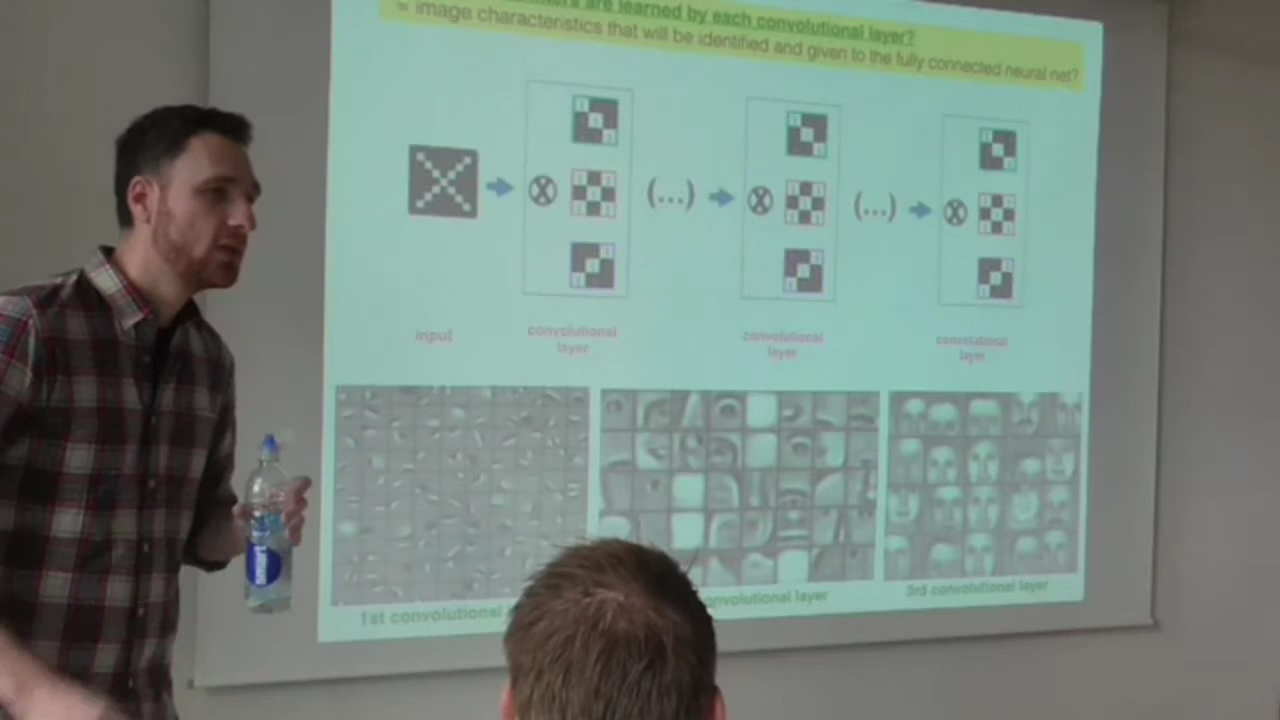 are learned by each convolutional layer?
= image characteristics that will be identified and given to the fully connected neural net?
(...)
(...)
input
convolutional
layer
convolutional
layer
convolutional
layer
1st convolutional
convolutional layer
3rd convolutional layer